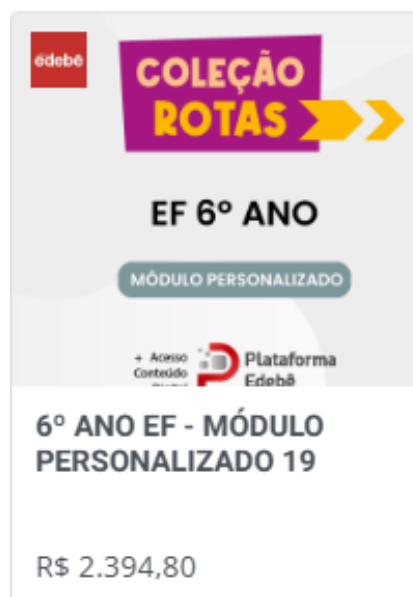 edebê
COLEÇÃO
ROTAS
EF 6º ANO
MÓDULO PERSONALIZADO
+ Acesso
Conteúdo
Digital
Plataforma
Edebê
6º ANO EF - MÓDULO
PERSONALIZADO 19
R$ 2.394,80